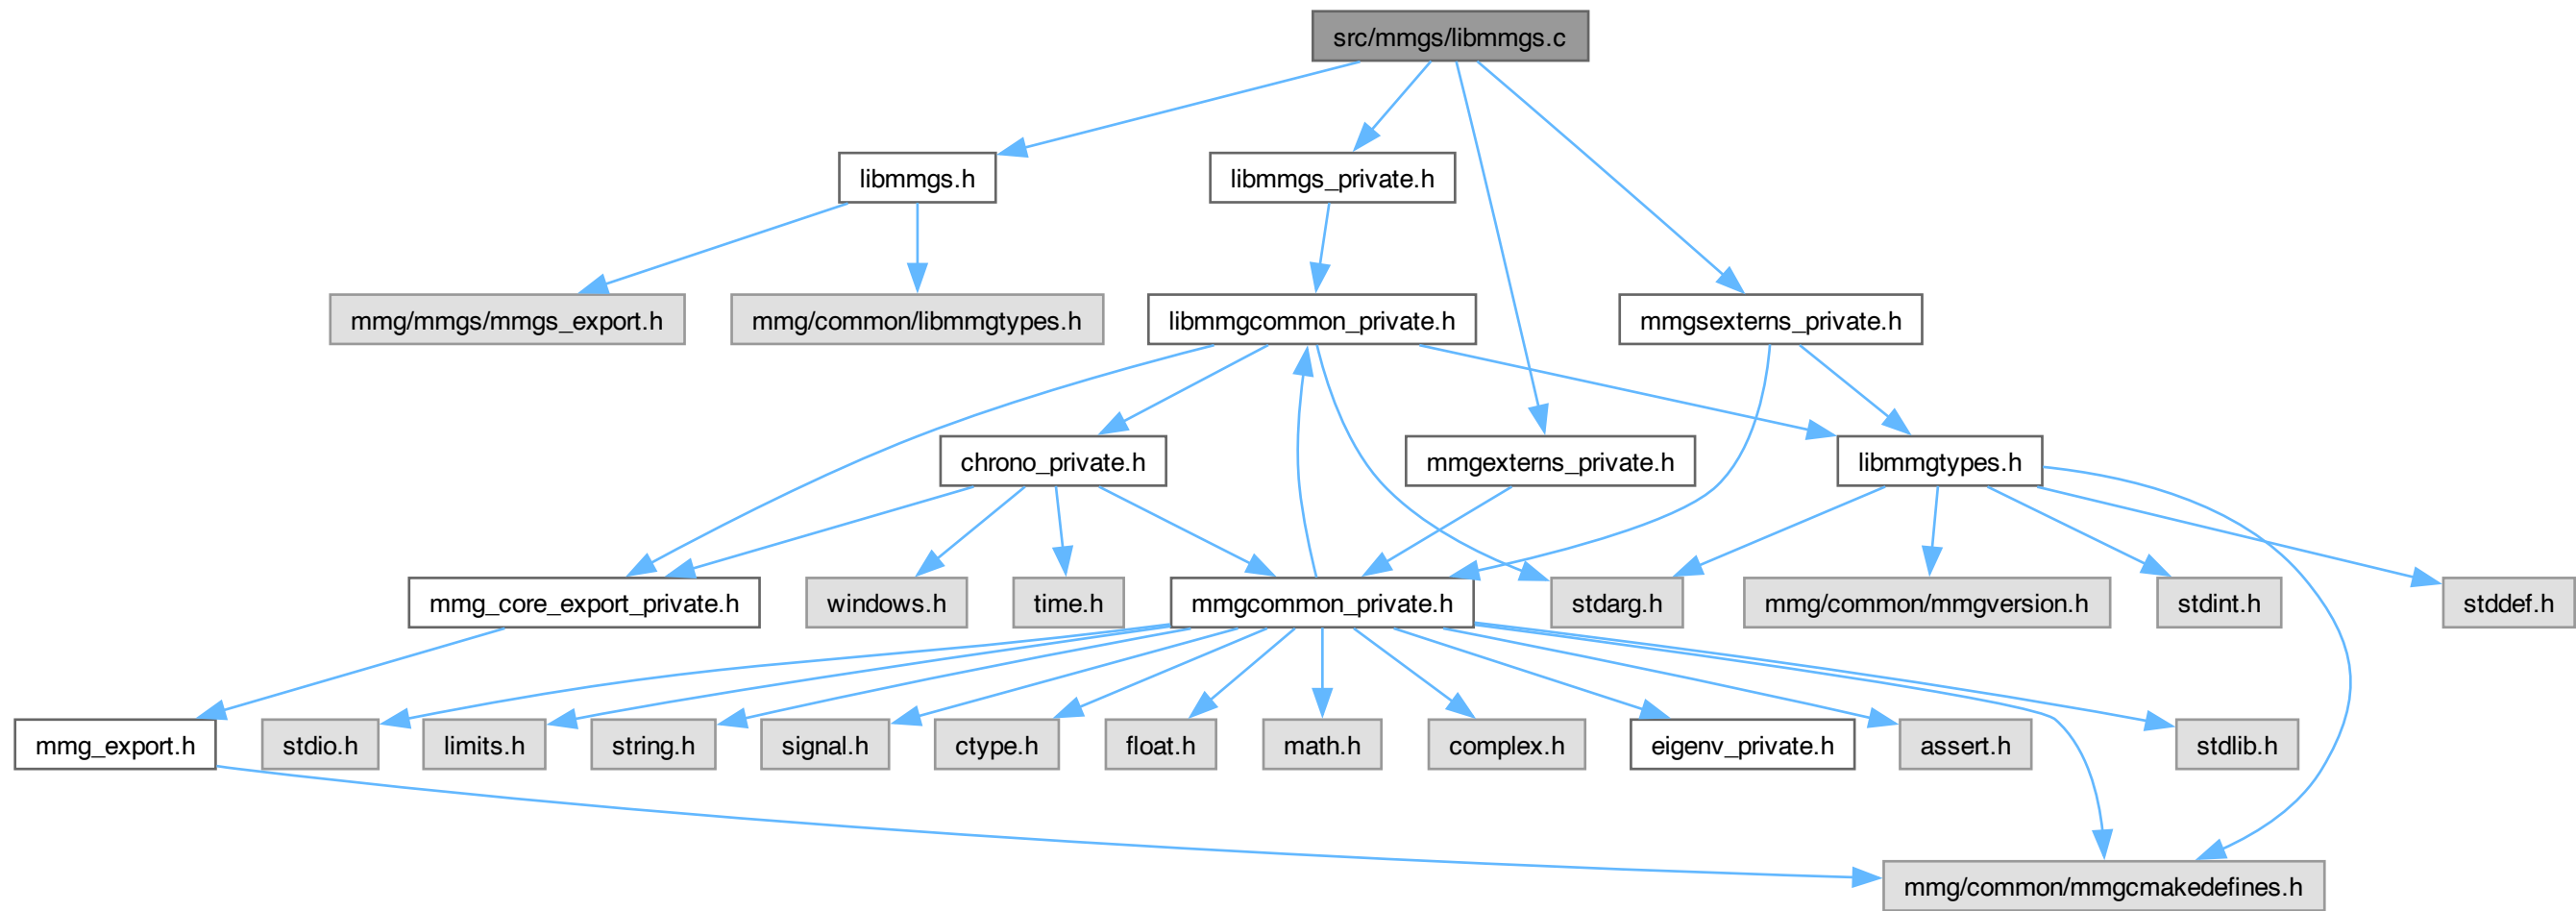 src/mmgs/libmmgs.c
libmmgs.h
libmmgs_private.h
mmg/mmgs/mmgs_export.h
mmg/common/libmmgtypes.h
libmmgcommon_private.h
mmgsexterns_private.h
chrono_private.h
mmgexterns_private.h
libmmgtypes.h
mmg_core_export_private.h
windows.h
time.h
mmgcommon_private.h
stdarg.h
mmg/common/mmgversion.h
stdint.h
stddef.h
mmg_export.h
stdio.h
limits.h
string.h
signal.h
ctype.h
float.h
math.h
complex.h
eigenv_private.h
assert.h
stdlib.h
mmg/common/mmgcmakedefines.h